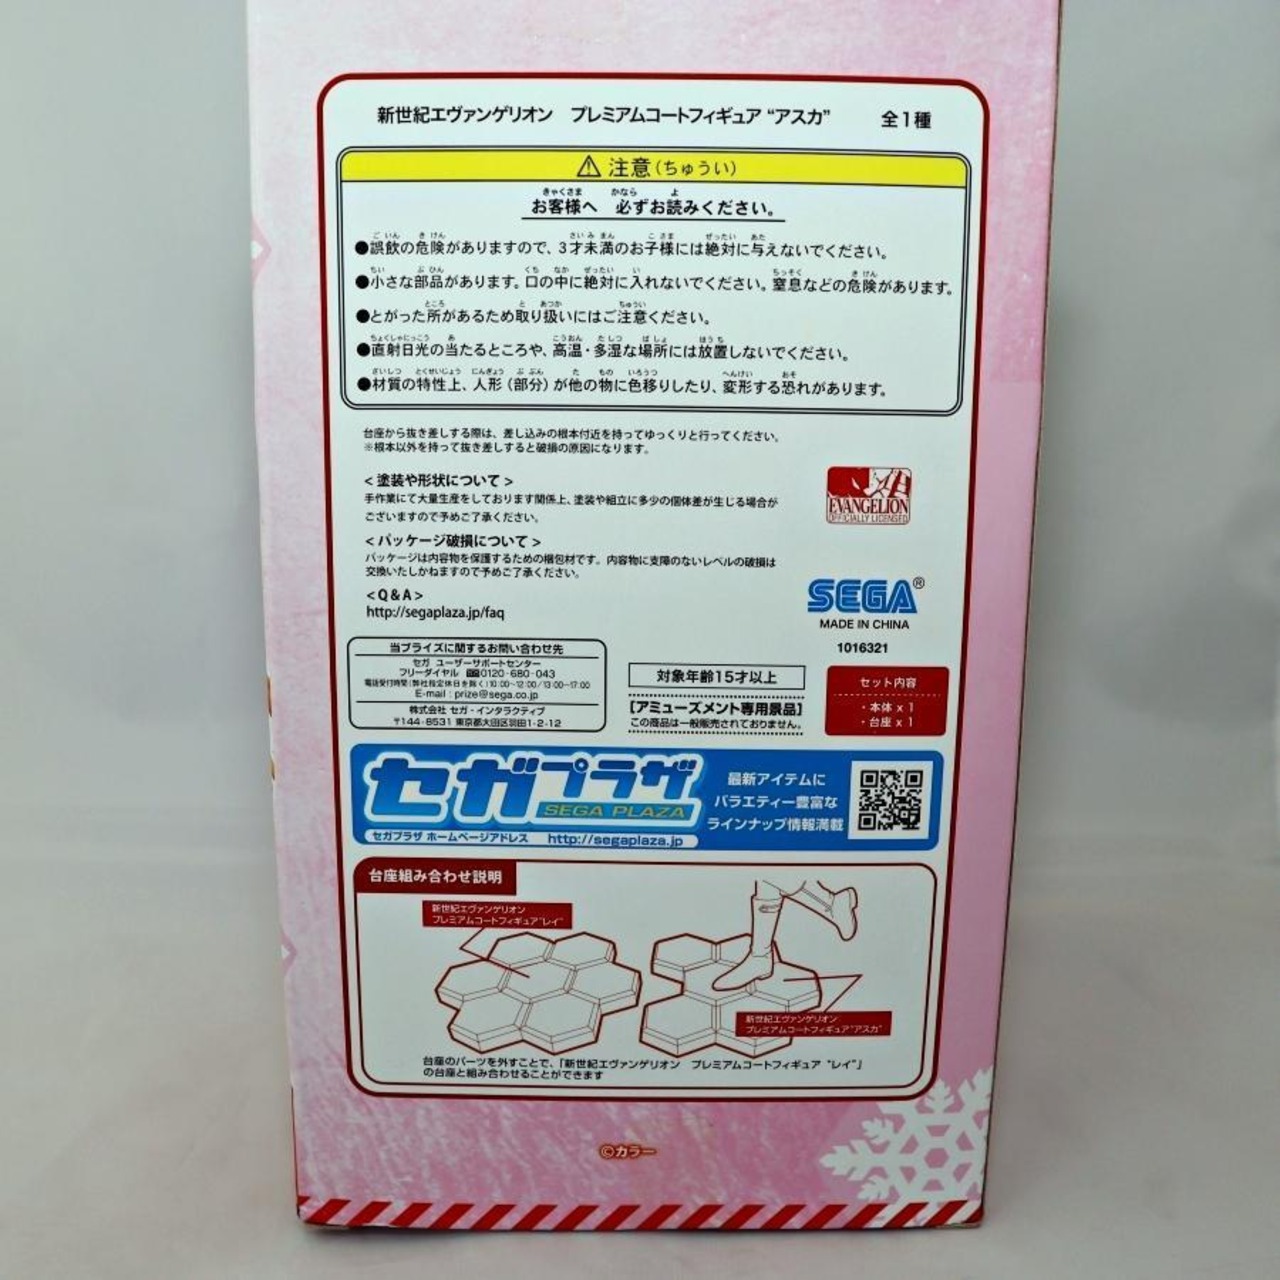 新世紀エヴァンゲリオン　プレミアムコートフィギュア “アスカ”　全1種
⚠ 注意(ちゅうい)
お客様へ　必ずお読みください。
●誤飲の危険がありますので、3才未満のお子様には絶対に与えないでください。
●小さな部品があります。口の中に絶対に入れないでください。窒息などの危険があります。
●とがった所があるため取り扱いにはご注意ください。
●直射日光の当たるところや、高温・多湿な場所には放置しないでください。
●材質の特性上、人形(部分)が他の物に色移りしたり、変形する恐れがあります。
台座から抜き差しする際は、差し込みの根本付近を持ってゆっくりと行ってください。
※根本以外を持って抜き差しすると破損の原因になります。
<塗装や形状について>
手作業にて大量生産をしております関係上、塗装や組立に多少の個体差が生じる場合が
ございますので予めご了承ください。
<パッケージ破損について>
パッケージは内容物を保護するための梱包材です。内容物に支障のないレベルの破損は
交換いたしかねますので予めご了承ください。
<Q&A>
http://segaplaza.jp/faq
EVANGELION
OFFICIALLY LICENSED
SEGA®
MADE IN CHINA
1016321
当プライズに関するお問い合わせ先
セガ ユーザーサポートセンター
フリーダイヤル 0120-680-043
電話受付時間(弊社指定休日を除く)10:00~12:00/13:00~17:00
E-mail : prize@sega.co.jp
株式会社 セガ・インタラクティブ
〒144-8531 東京都大田区羽田1-2-12
対象年齢15才以上
[アミューズメント専用景品]
この商品は一般販売されておりません。
セット内容
・本体 x 1
・台座 x 1
セガプラザ
SEGA PLAZA
セガプラザ ホームページアドレス　http://segaplaza.jp
最新アイテムに
バラエティー豊富な
ラインナップ情報満載
台座組み合わせ説明
新世紀エヴァンゲリオン
プレミアムコートフィギュア“レイ”
新世紀エヴァンゲリオン
プレミアムコートフィギュア“アスカ”
台座のパーツを外すことで、「新世紀エヴァンゲリオン　プレミアムコートフィギュア “レイ”」
の台座と組み合わせることができます
©カラー